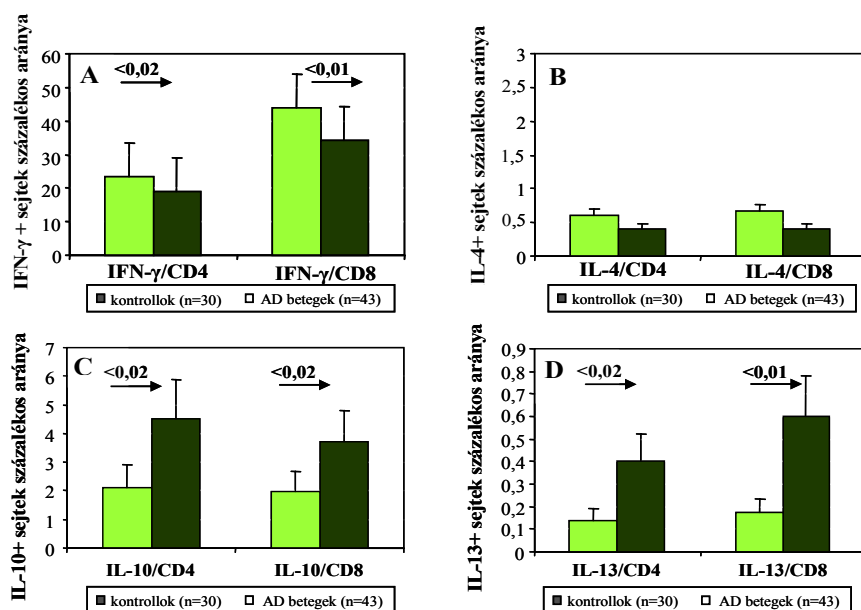 IFN-γ + sejtek százalékos aránya
60
50
40
30
20
10
0
A
<0,02
<0,01
IFN-γ/CD4
IFN-γ/CD8
kontrollok (n=30) AD betegek (n=43)
IL-4+ sejtek százalékos aránya
3
2,5
2
1,5
1
0,5
0
B
IL-4/CD4
IL-4/CD8
kontrollok (n=30) AD betegek (n=43)
IL-10+ sejtek százalékos aránya
7
6
5
4
3
2
1
0
C
<0,02
<0,02
IL-10/CD4
IL-10/CD8
kontrollok (n=30) AD betegek (n=43)
IL-13+ sejtek százalékos aránya
0,9
0,8
0,7
0,6
0,5
0,4
0,3
0,2
0,1
0
D
<0,02
<0,01
IL-13/CD4
IL-13/CD8
kontrollok (n=30) AD betegek (n=43)